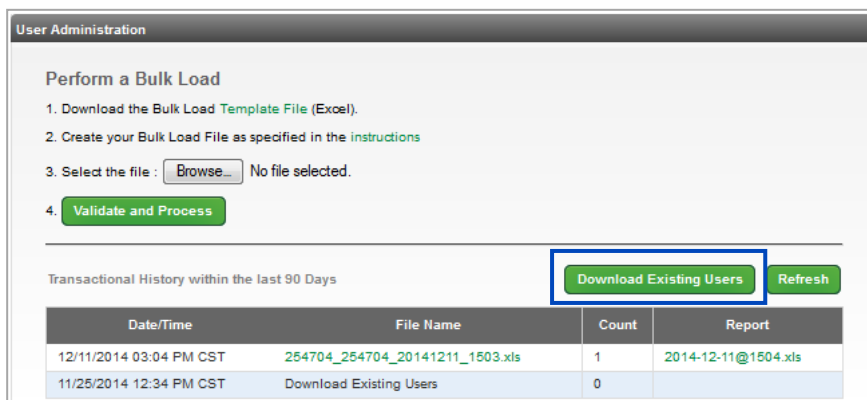 User Administration
Perform a Bulk Load
1. Download the Bulk Load Template File (Excel).
2. Create your Bulk Load File as specified in the instructions
3. Select the file : Browse... No file selected.
4. Validate and Process
Transactional History within the last 90 Days Download Existing Users Refresh
Date/Time File Name Count Report
12/11/2014 03:04 PM CST 254704_254704_20141211_1503.xls 1 2014-12-11@1504.xls
11/25/2014 12:34 PM CST Download Existing Users 0